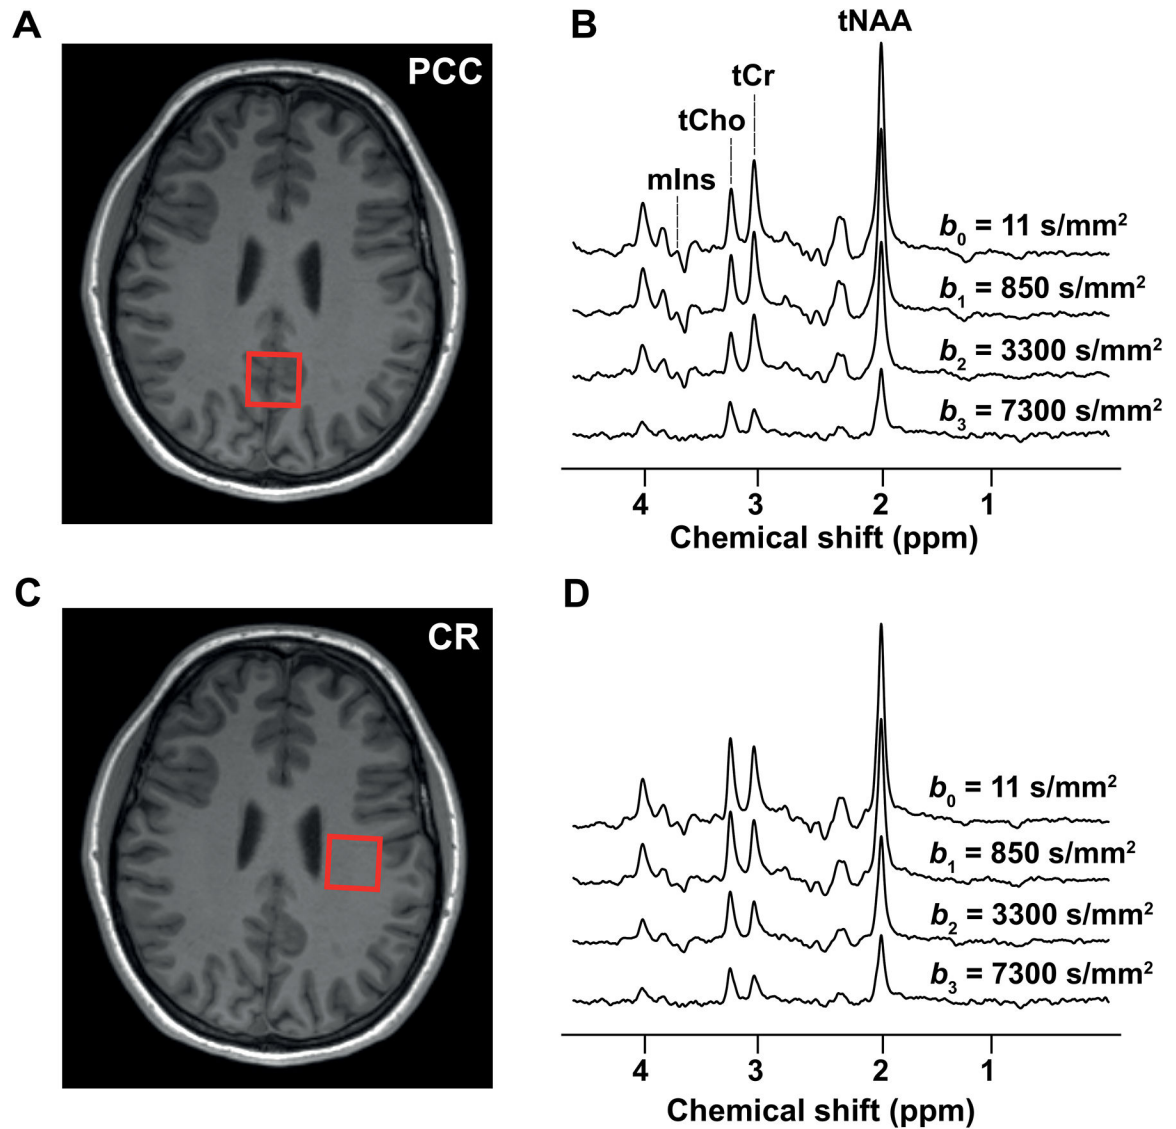 A
PCC
B
tNAA
tCr
tCho
mIns
b₀ = 11 s/mm²
b₁ = 850 s/mm²
b₂ = 3300 s/mm²
b₃ = 7300 s/mm²
4 3 2 1
Chemical shift (ppm)
C
CR
D
b₀ = 11 s/mm²
b₁ = 850 s/mm²
b₂ = 3300 s/mm²
b₃ = 7300 s/mm²
4 3 2 1
Chemical shift (ppm)